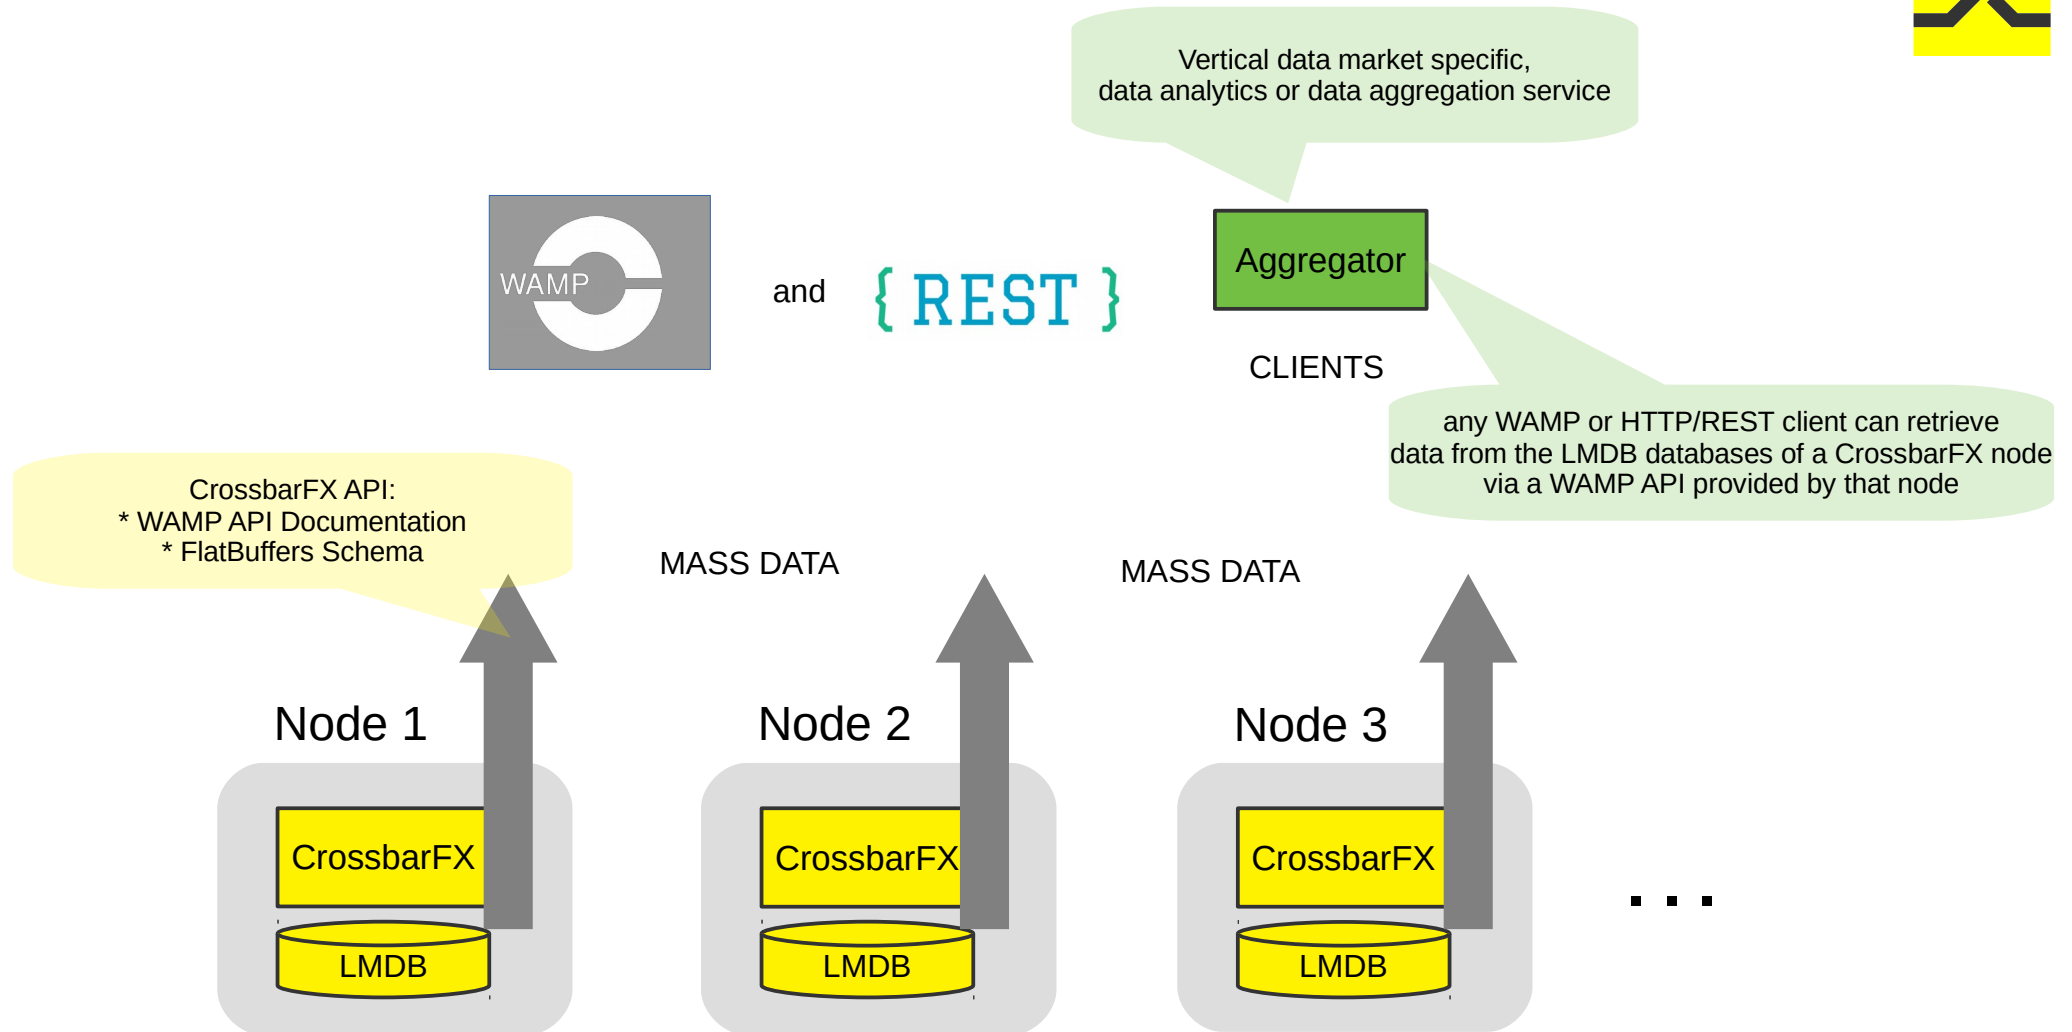 Vertical data market specific,
data analytics or data aggregation service
WAMP
and
{ REST }
Aggregator
CLIENTS
any WAMP or HTTP/REST client can retrieve
data from the LMDB databases of a CrossbarFX node
via a WAMP API provided by that node
CrossbarFX API:
* WAMP API Documentation
* FlatBuffers Schema
MASS DATA
MASS DATA
Node 1
Node 2
Node 3
CrossbarFX
CrossbarFX
CrossbarFX
. . .
LMDB
LMDB
LMDB